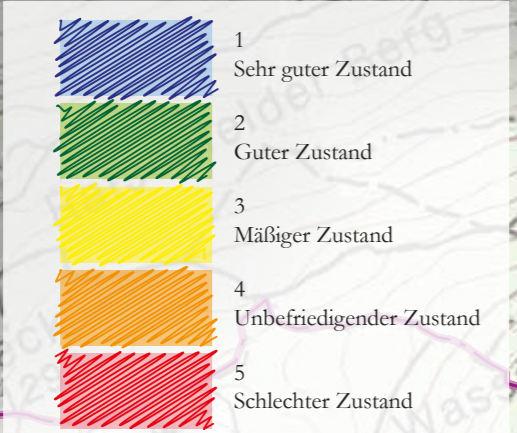 1
Sehr guter Zustand
2
Guter Zustand
3
Mäßiger Zustand
4
Unbefriedigender Zustand
5
Schlechter Zustand